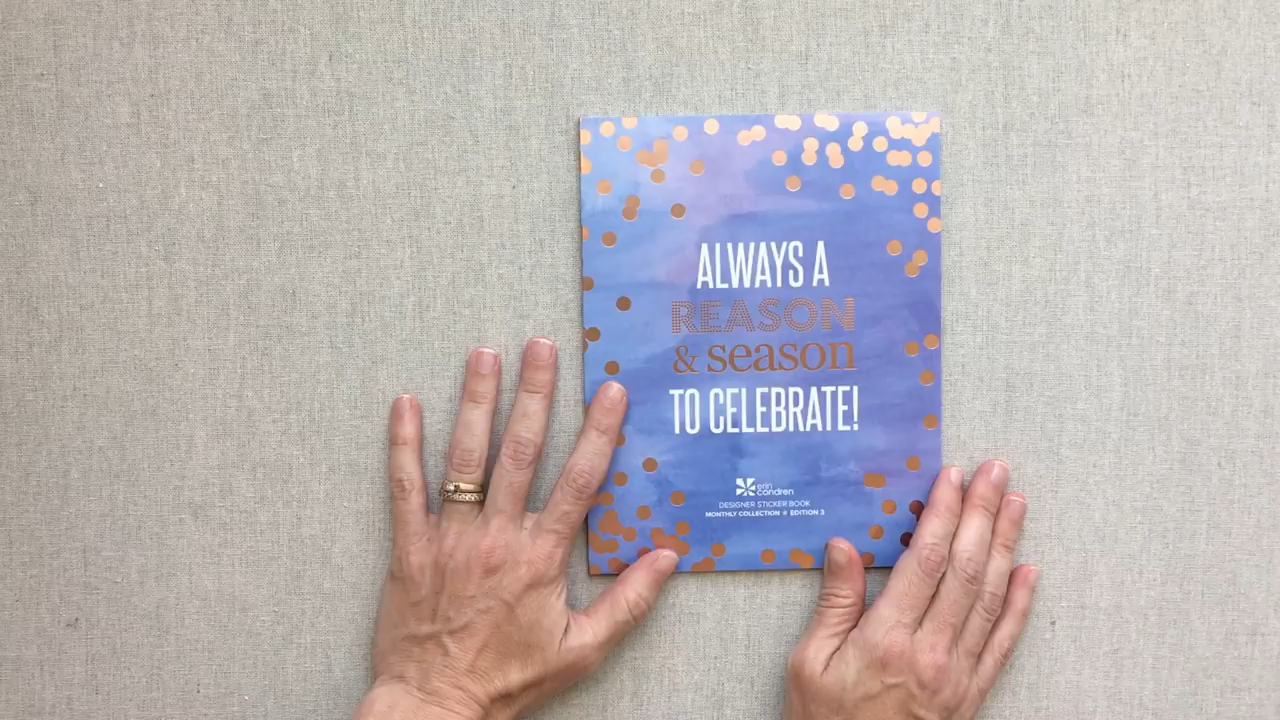 ALWAYS A
REASON
& season
TO CELEBRATE!
erin
condren
DESIGNER STICKER BOOK
MONTHLY COLLECTION ★ EDITION 3